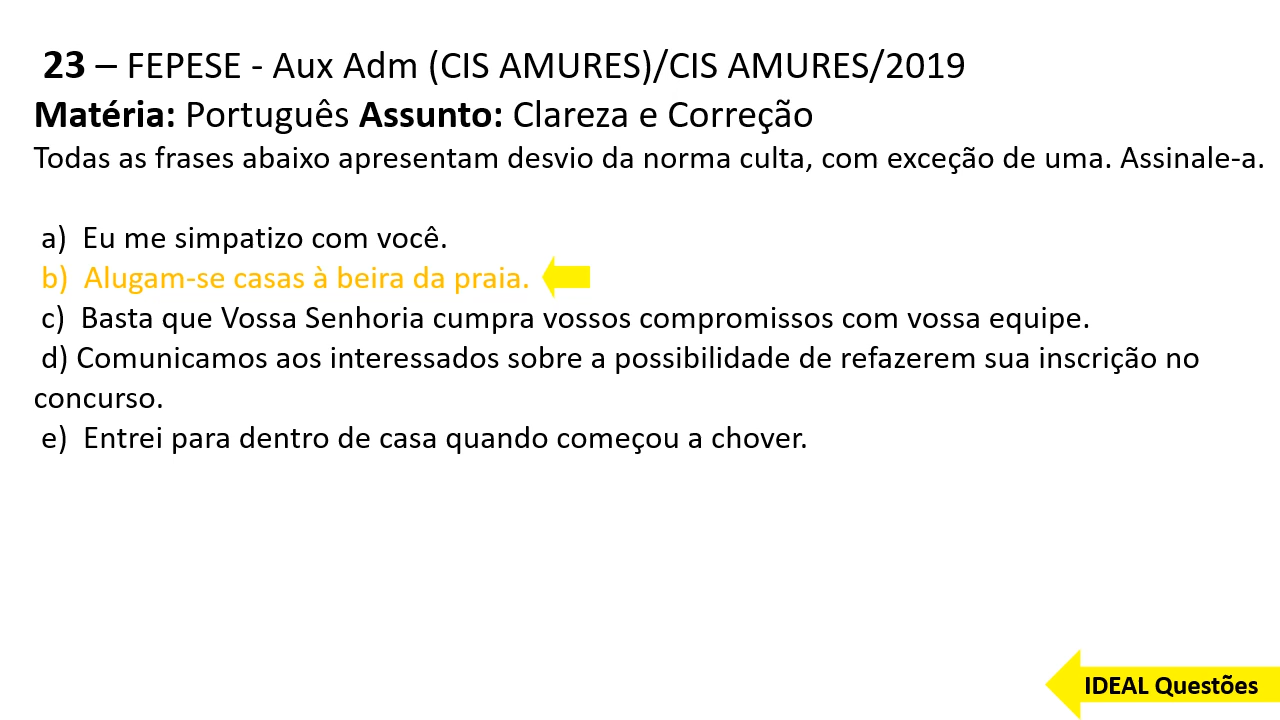 23 – FEPESE - Aux Adm (CIS AMURES)/CIS AMURES/2019
Matéria: Português Assunto: Clareza e Correção
Todas as frases abaixo apresentam desvio da norma culta, com exceção de uma. Assinale-a.
a) Eu me simpatizo com você.
b) Alugam-se casas à beira da praia.
c) Basta que Vossa Senhoria cumpra vossos compromissos com vossa equipe.
d) Comunicamos aos interessados sobre a possibilidade de refazerem sua inscrição no
concurso.
e) Entrei para dentro de casa quando começou a chover.
IDEAL Questões